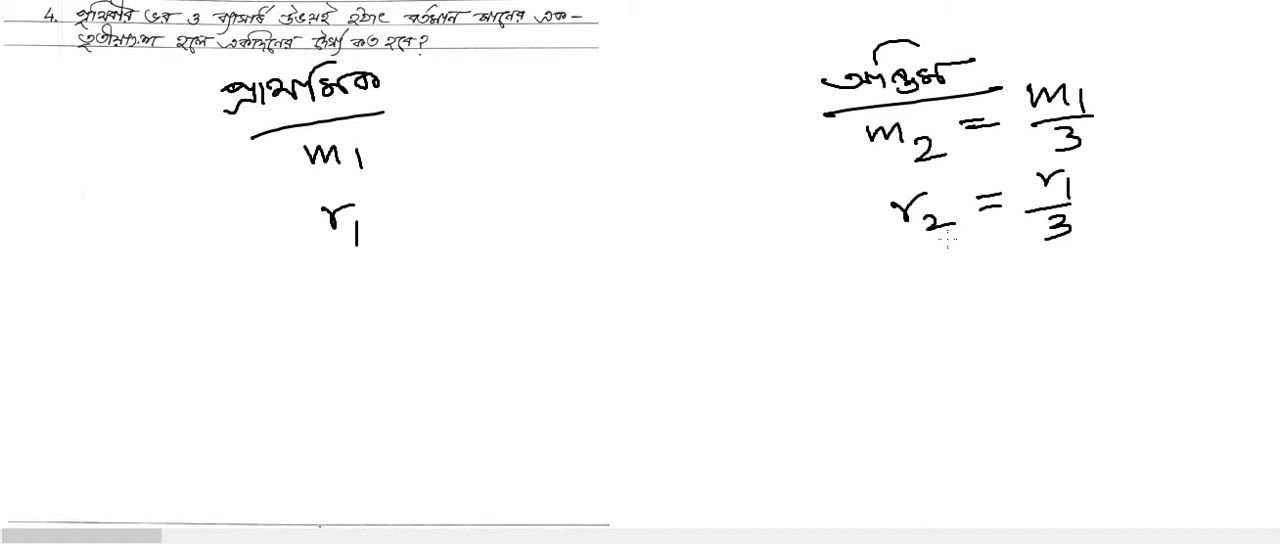 4. পৃথিবীর ভর ও ব্যাসার্ধ উভয়ই হঠাৎ বর্তমান মানের এক-
তৃতীয়াংশ হলে একদিনের দৈর্ঘ্য কত হবে?
প্রাথমিক
m1
r1
অন্তিম
m2 = m1/3
r2 = r1/3